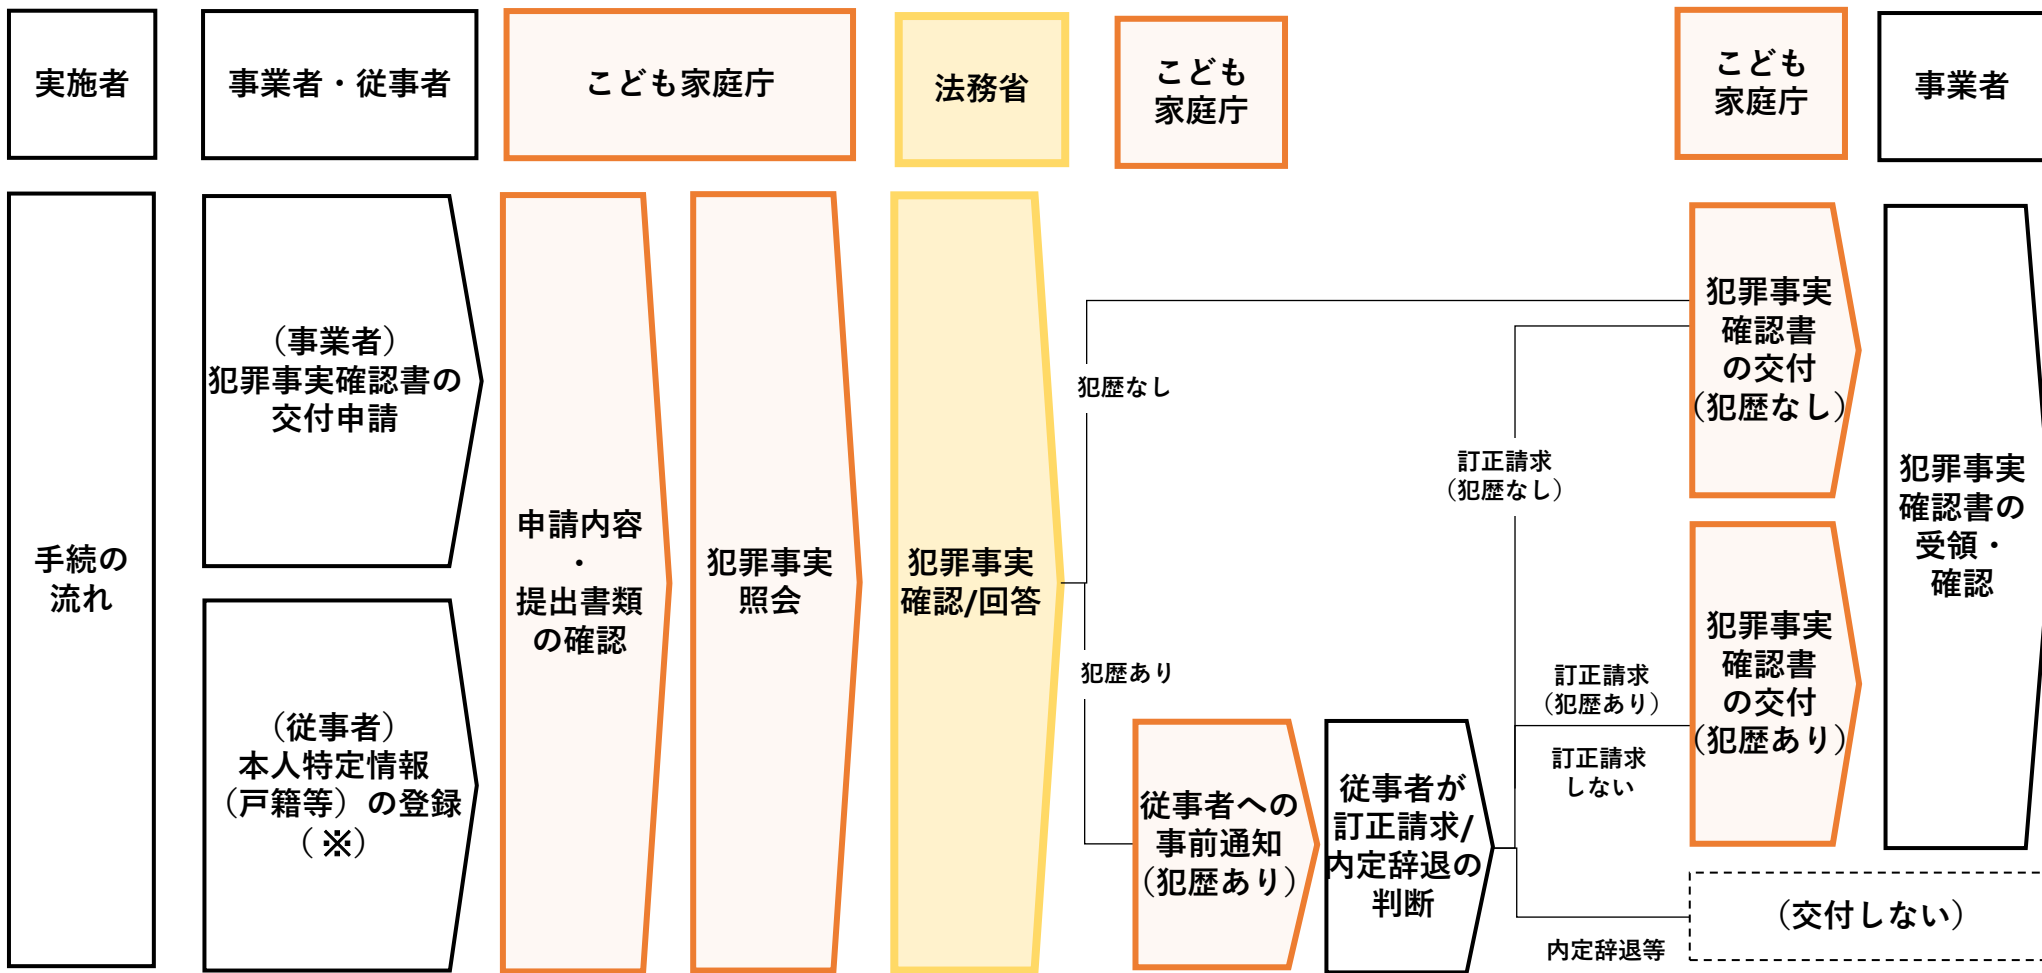 実施者
事業者・従事者
こども家庭庁
法務省
こども
家庭庁
こども
家庭庁
事業者
手続の
流れ
（事業者）
犯罪事実確認書の
交付申請
（従事者）
本人特定情報
（戸籍等）の登録
（※）
申請内容
・
提出書類
の確認
犯罪事実
照会
犯罪事実
確認/回答
犯歴なし
犯歴あり
従事者への
事前通知
（犯歴あり）
従事者が
訂正請求/
内定辞退の
判断
訂正請求
（犯歴なし）
訂正請求
（犯歴あり）
訂正請求
しない
内定辞退等
犯罪事実
確認書
の交付
（犯歴なし）
犯罪事実
確認書
の交付
（犯歴あり）
（交付しない）
犯罪事実
確認書の
受領・
確認